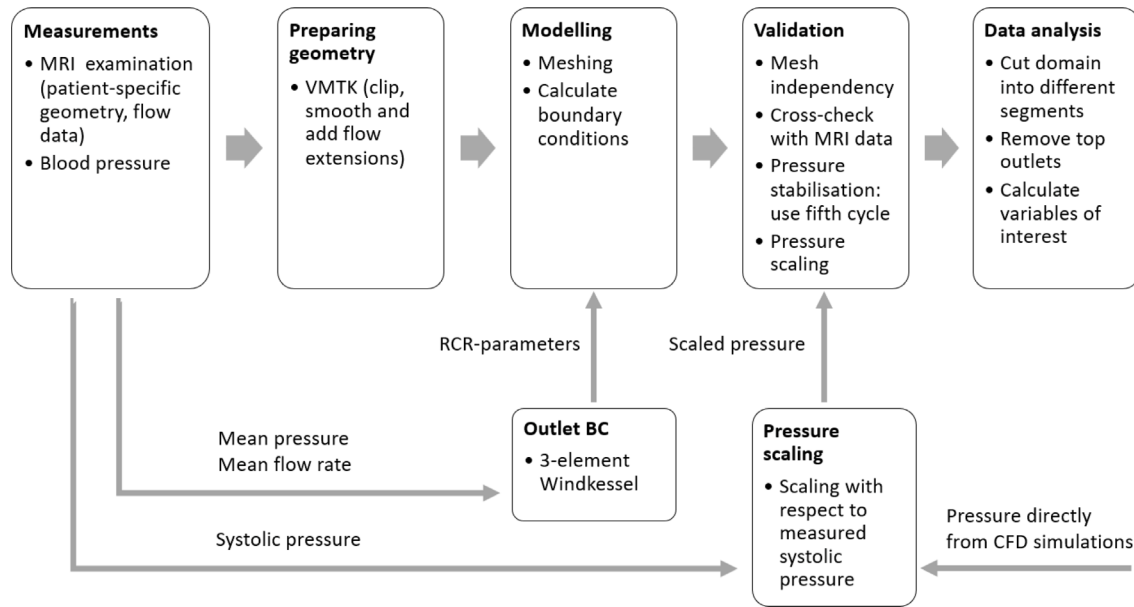 Measurements
• MRI examination
(patient-specific
geometry, flow
data)
• Blood pressure
Preparing
geometry
• VMTK (clip,
smooth and
add flow
extensions)
Modelling
• Meshing
• Calculate
boundary
conditions
Validation
• Mesh
independency
• Cross-check
with MRI data
• Pressure
stabilisation:
use fifth cycle
• Pressure
scaling
Data analysis
• Cut domain
into different
segments
• Remove top
outlets
• Calculate
variables of
interest
RCR-parameters
Scaled pressure
Mean pressure
Mean flow rate
Outlet BC
• 3-element
Windkessel
Pressure
scaling
• Scaling with
respect to
measured
systolic
pressure
Systolic pressure
Pressure directly
from CFD simulations